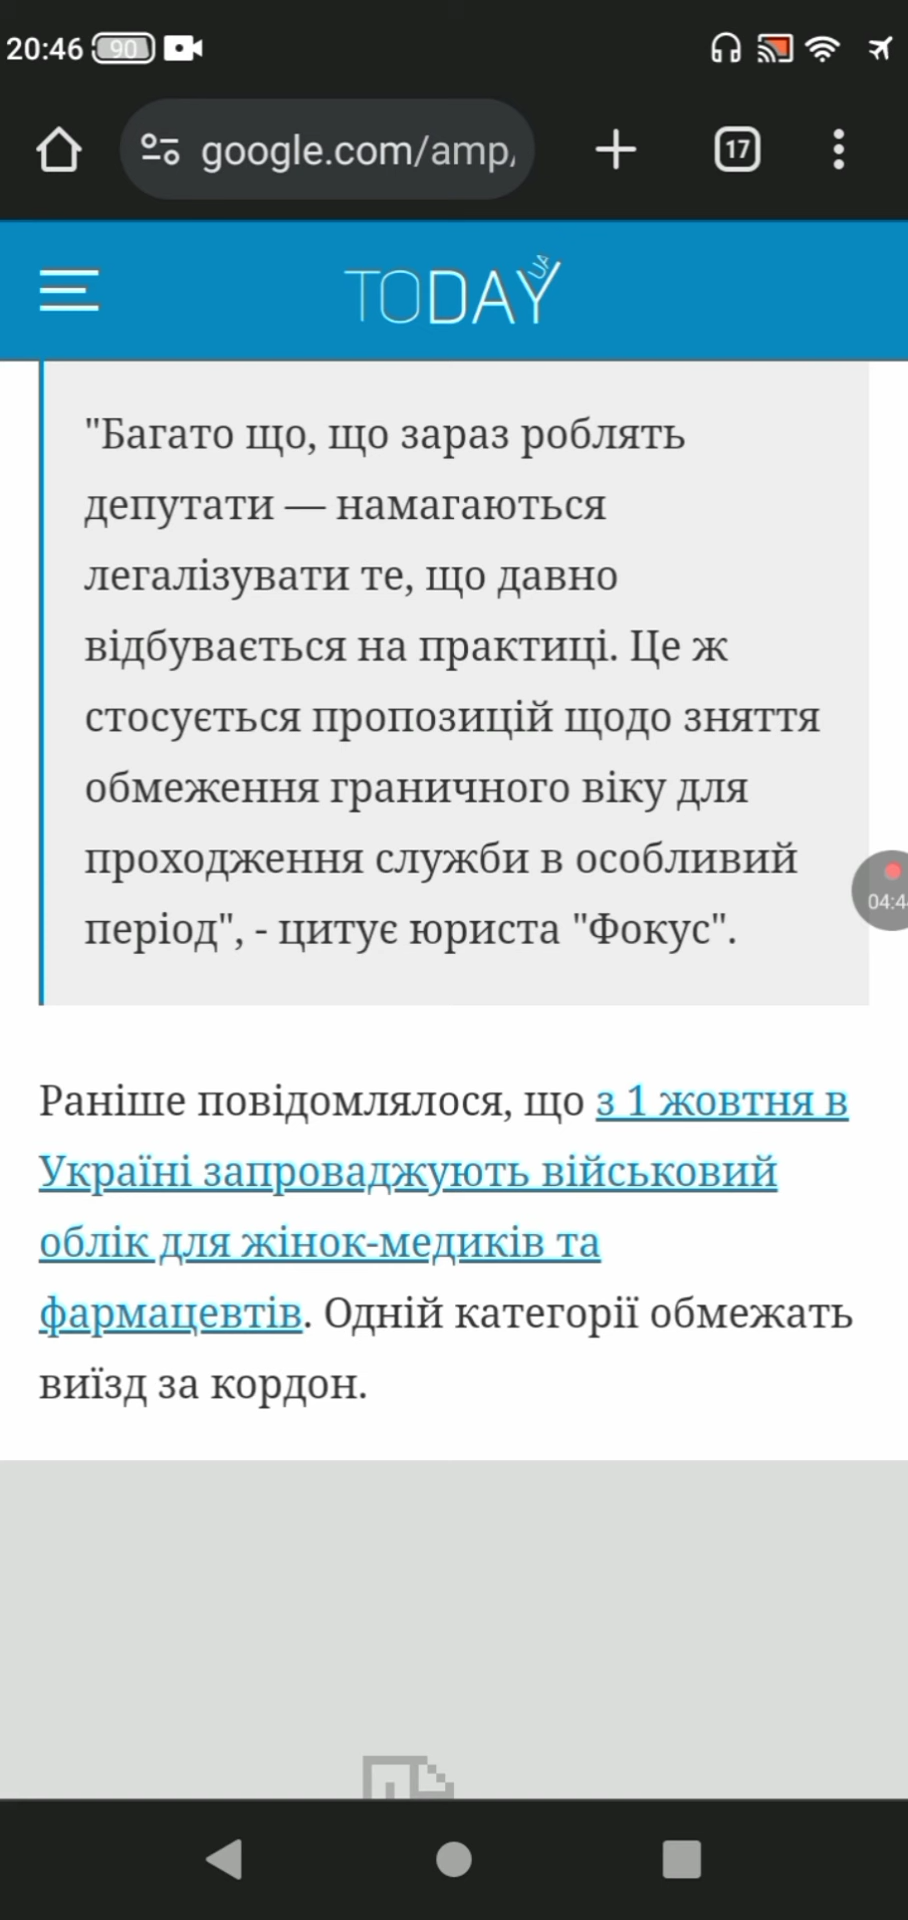 20:46 90
google.com/amp
17
TODAY UA
"Багато що, що зараз роблять
депутати — намагаються
легалізувати те, що давно
відбувається на практиці. Це ж
стосується пропозицій щодо зняття
обмеження граничного віку для
проходження служби в особливий
період", - цитує юриста "Фокус".
Раніше повідомлялося, що з 1 жовтня в
Україні запроваджують військовий
облік для жінок-медиків та
фармацевтів. Одній категорії обмежать
виїзд за кордон.